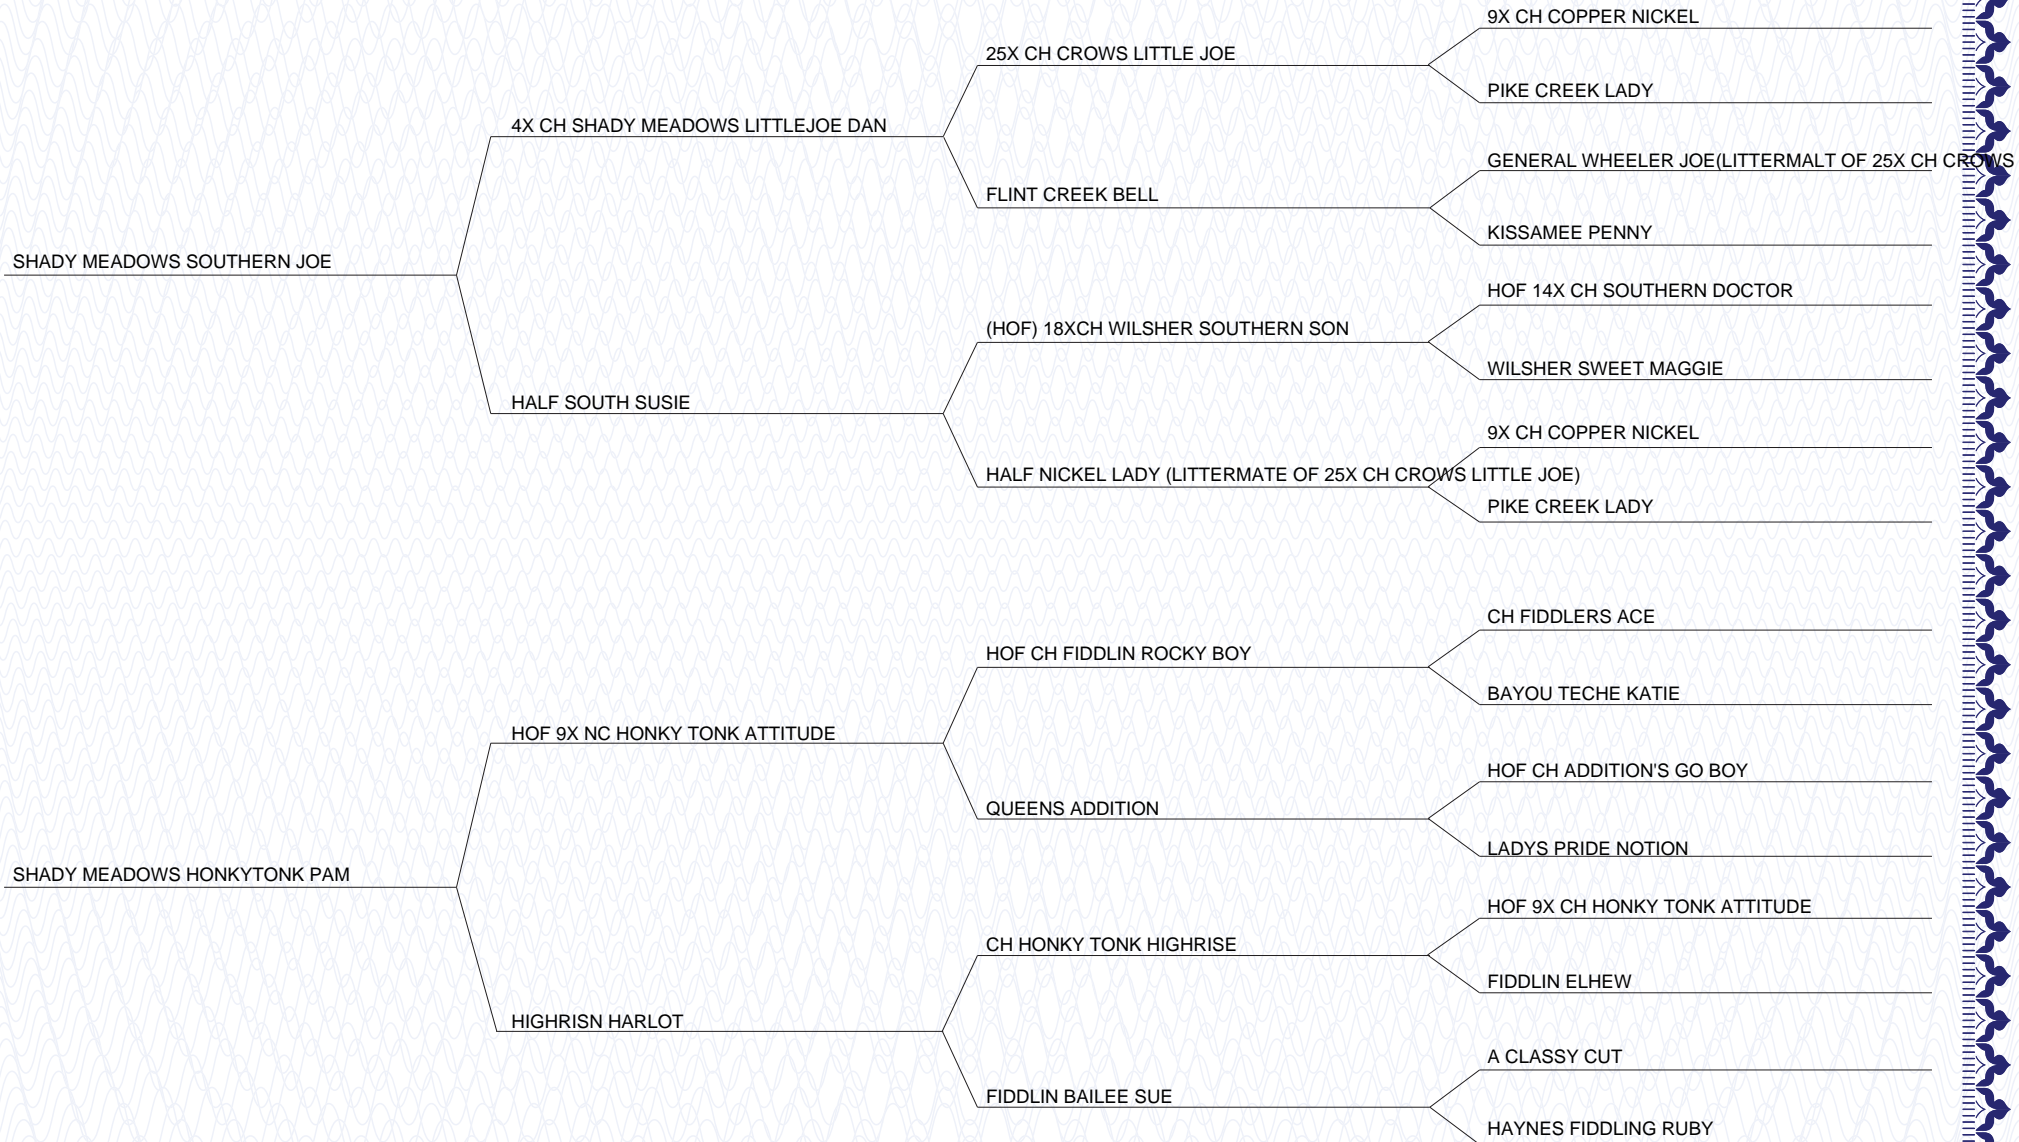 9X CH COPPER NICKEL
25X CH CROWS LITTLE JOE
PIKE CREEK LADY
4X CH SHADY MEADOWS LITTLEJOE DAN
GENERAL WHEELER JOE(LITTERMALT OF 25X CH CROWS
FLINT CREEK BELL
KISSAMEE PENNY
SHADY MEADOWS SOUTHERN JOE
HOF 14X CH SOUTHERN DOCTOR
(HOF) 18XCH WILSHER SOUTHERN SON
WILSHER SWEET MAGGIE
HALF SOUTH SUSIE
9X CH COPPER NICKEL
HALF NICKEL LADY (LITTERMATE OF 25X CH CROWS LITTLE JOE)
PIKE CREEK LADY
CH FIDDLERS ACE
HOF CH FIDDLIN ROCKY BOY
BAYOU TECHE KATIE
HOF 9X NC HONKY TONK ATTITUDE
HOF CH ADDITION'S GO BOY
QUEENS ADDITION
LADYS PRIDE NOTION
SHADY MEADOWS HONKYTONK PAM
HOF 9X CH HONKY TONK ATTITUDE
CH HONKY TONK HIGHRISE
FIDDLIN ELHEW
HIGHRISN HARLOT
A CLASSY CUT
FIDDLIN BAILEE SUE
HAYNES FIDDLING RUBY